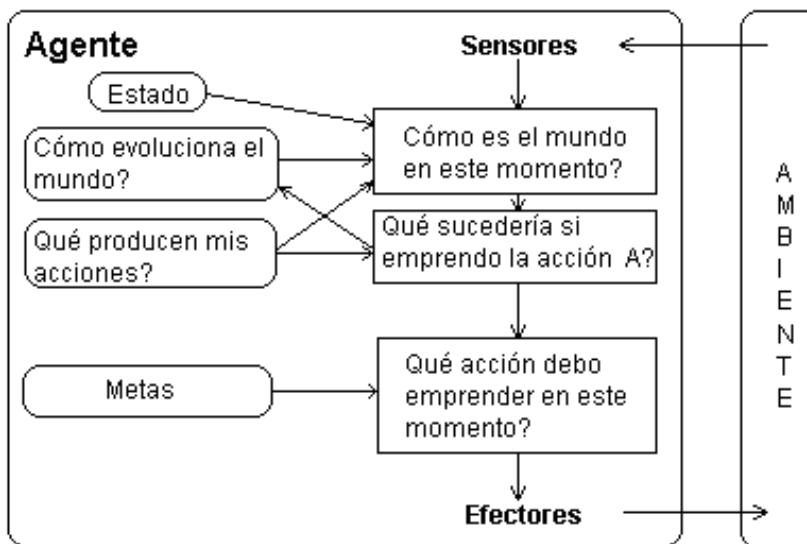 Agente
Sensores
Estado
Cómo es el mundo
en este momento?
Cómo evoluciona el
mundo?
Qué sucedería si
emprendo la acción A?
Qué producen mis
acciones?
Qué acción debo
emprender en este
momento?
Metas
Efectores
A
M
B
I
E
N
T
E